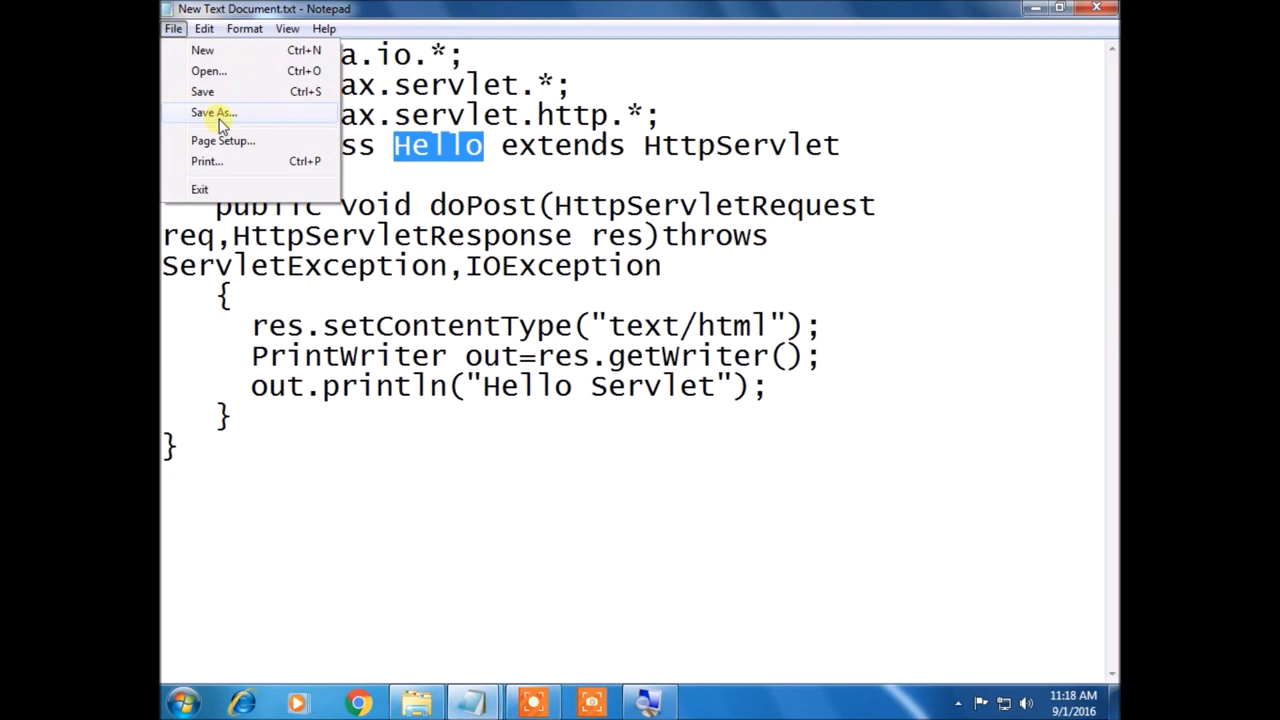 New Text Document.txt - Notepad
File Edit Format View Help
New Ctrl+N
Open... Ctrl+O
Save Ctrl+S
Save As...
Page Setup...
Print... Ctrl+P
Exit
a.io.*;
ax.servlet.*;
ax.servlet.http.*;
ss Hello extends HttpServlet
public void doPost(HttpServletRequest
req,HttpServletResponse res)throws
ServletException,IOException
{
res.setContentType("text/html");
PrintWriter out=res.getWriter();
out.println("Hello Servlet");
}
}
11:18 AM
9/1/2016